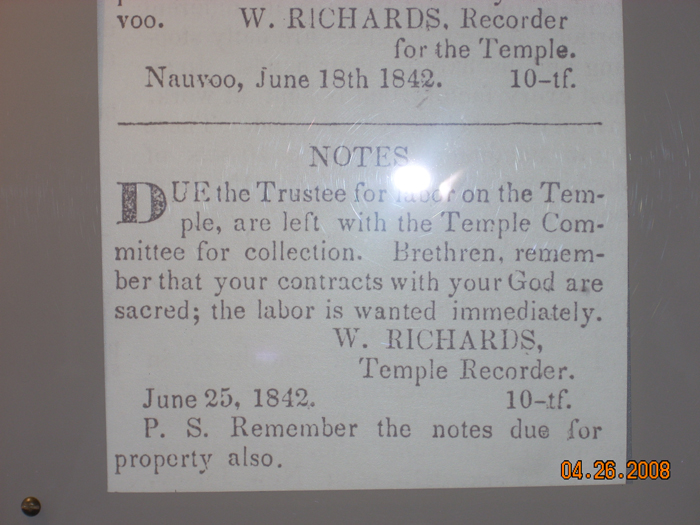 voo. W. RICHARDS, Recorder
for the Temple.
Nauvoo, June 18th 1842. 10-tf.
NOTES
DUE the Trustee for labor on the Tem-
ple, are left with the Temple Com-
mittee for collection. Brethren, remem-
ber that your contracts with your God are
sacred; the labor is wanted immediately.
W. RICHARDS,
Temple Recorder.
June 25, 1842. 10-tf.
P. S. Remember the notes due for
property also.
04.26.2008